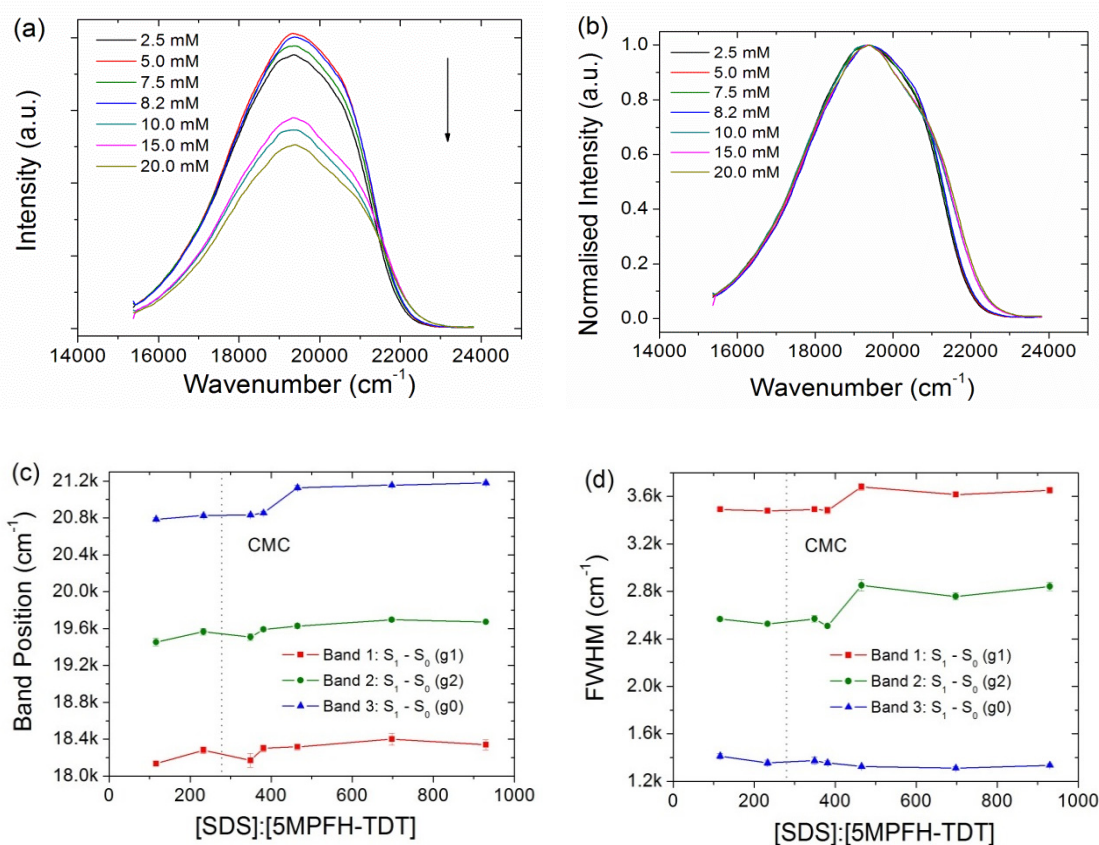 (a)
2.5 mM
5.0 mM
7.5 mM
8.2 mM
10.0 mM
15.0 mM
20.0 mM
Intensity (a.u.)
14000 16000 18000 20000 22000 24000
Wavenumber (cm⁻¹)
(b)
2.5 mM
5.0 mM
7.5 mM
8.2 mM
10.0 mM
15.0 mM
20.0 mM
Normalised Intensity (a.u.)
1.0
0.8
0.6
0.4
0.2
0.0
14000 16000 18000 20000 22000 24000
Wavenumber (cm⁻¹)
(c)
Band Position (cm⁻¹)
21.2k
20.8k
20.4k
20.0k
19.6k
19.2k
18.8k
18.4k
18.0k
CMC
Band 1: S₁ - S₀ (g1)
Band 2: S₁ - S₀ (g2)
Band 3: S₁ - S₀ (g0)
0 200 400 600 800 1000
[SDS]:[5MPFH-TDT]
(d)
FWHM (cm⁻¹)
3.6k
3.2k
2.8k
2.4k
2.0k
1.6k
1.2k
CMC
Band 1: S₁ - S₀ (g1)
Band 2: S₁ - S₀ (g2)
Band 3: S₁ - S₀ (g0)
0 200 400 600 800 1000
[SDS]:[5MPFH-TDT]